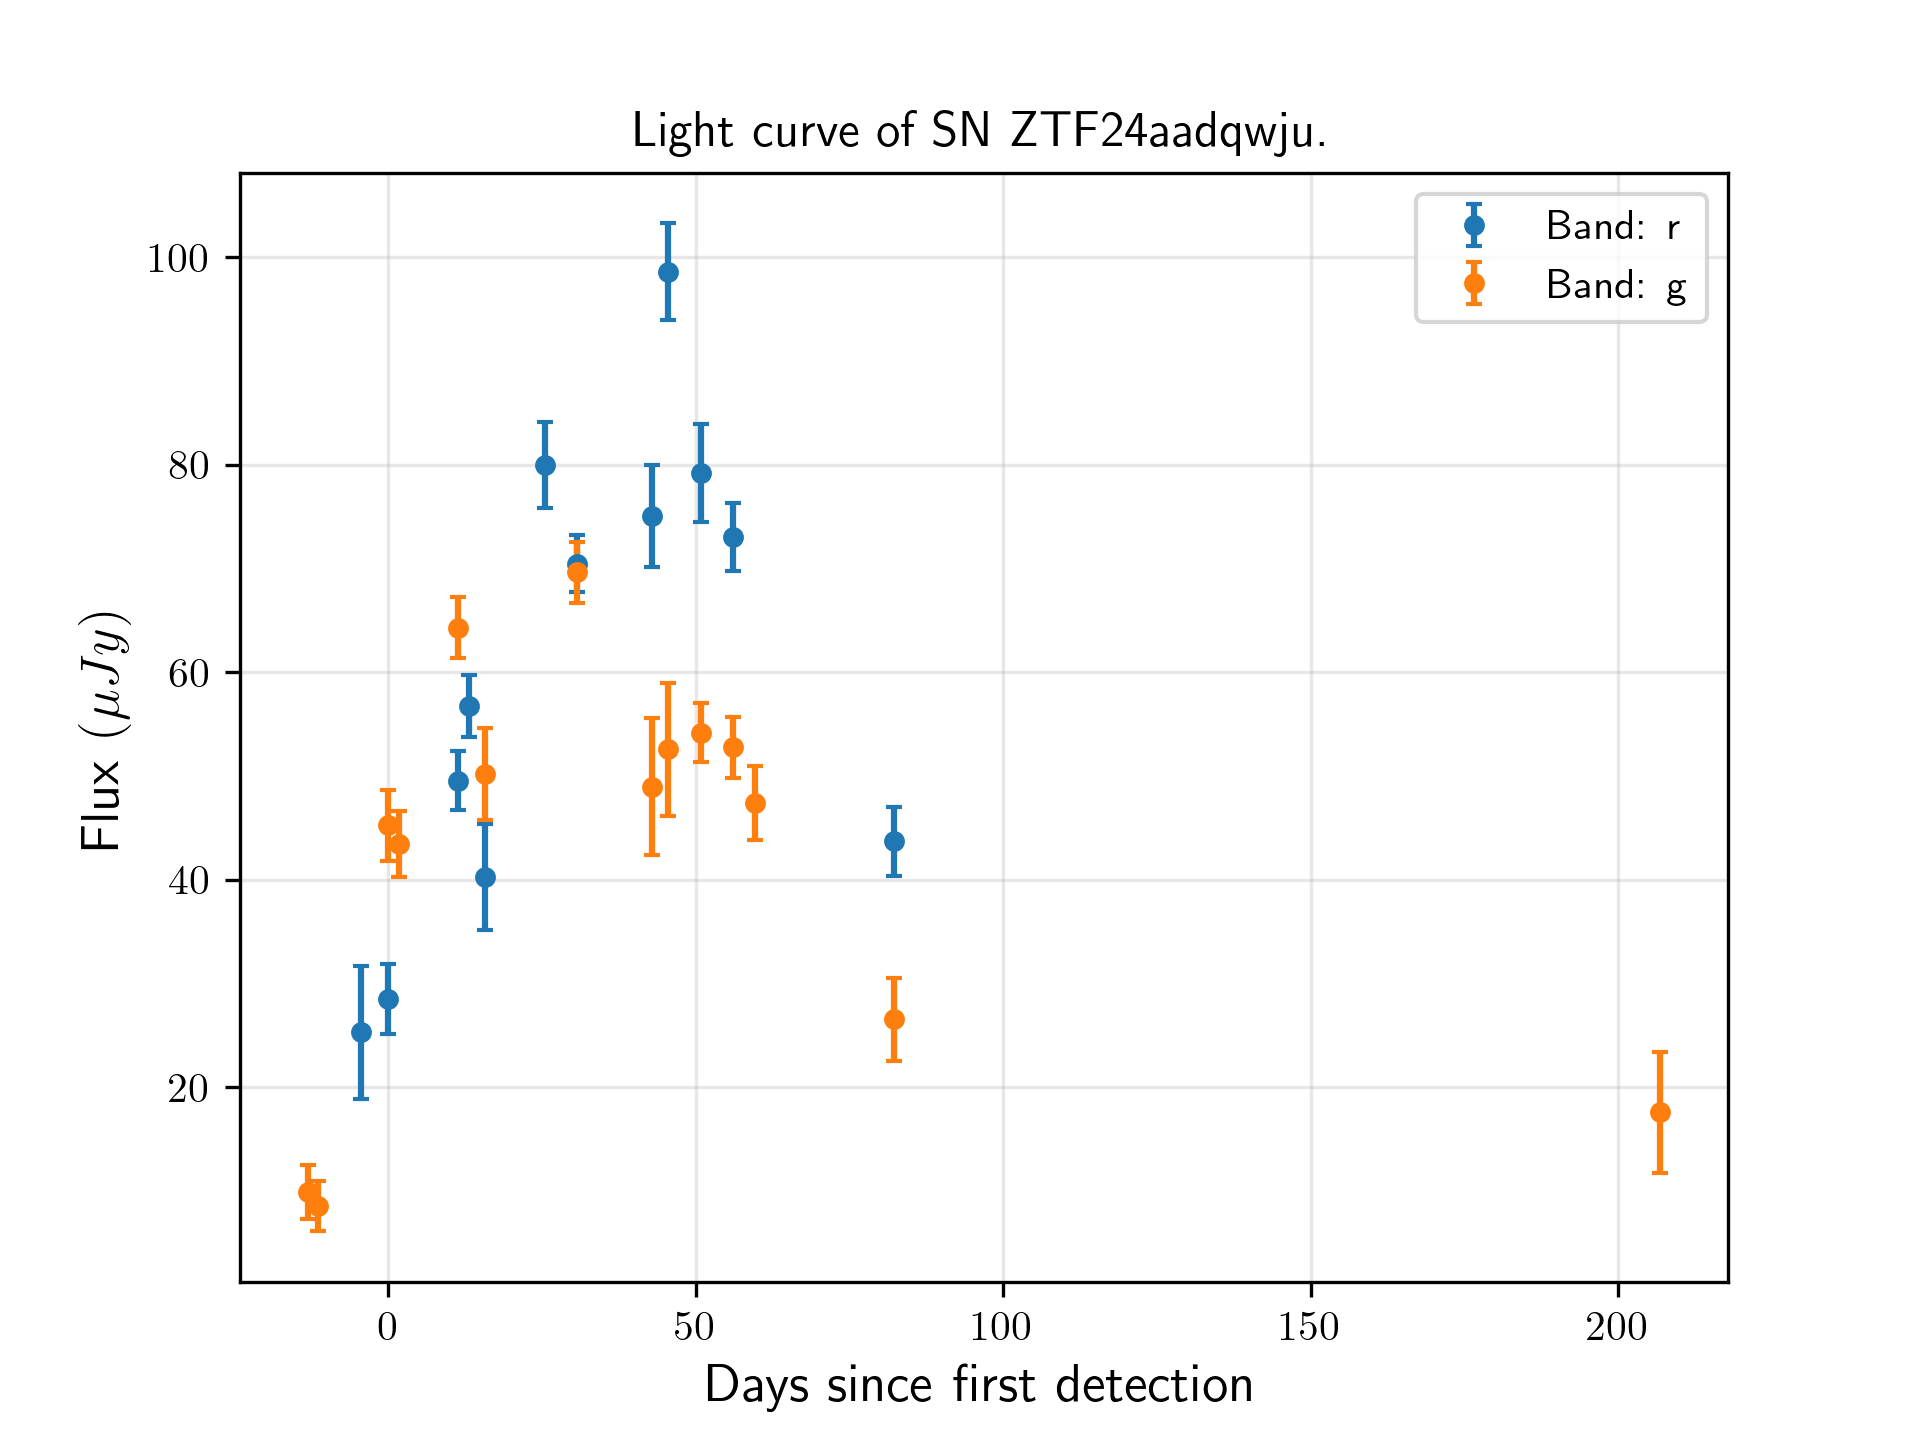 Light curve of SN ZTF24aadqwju.
Band: r
Band: g
100
80
60
40
20
Flux (μJy)
0 50 100 150 200
Days since first detection